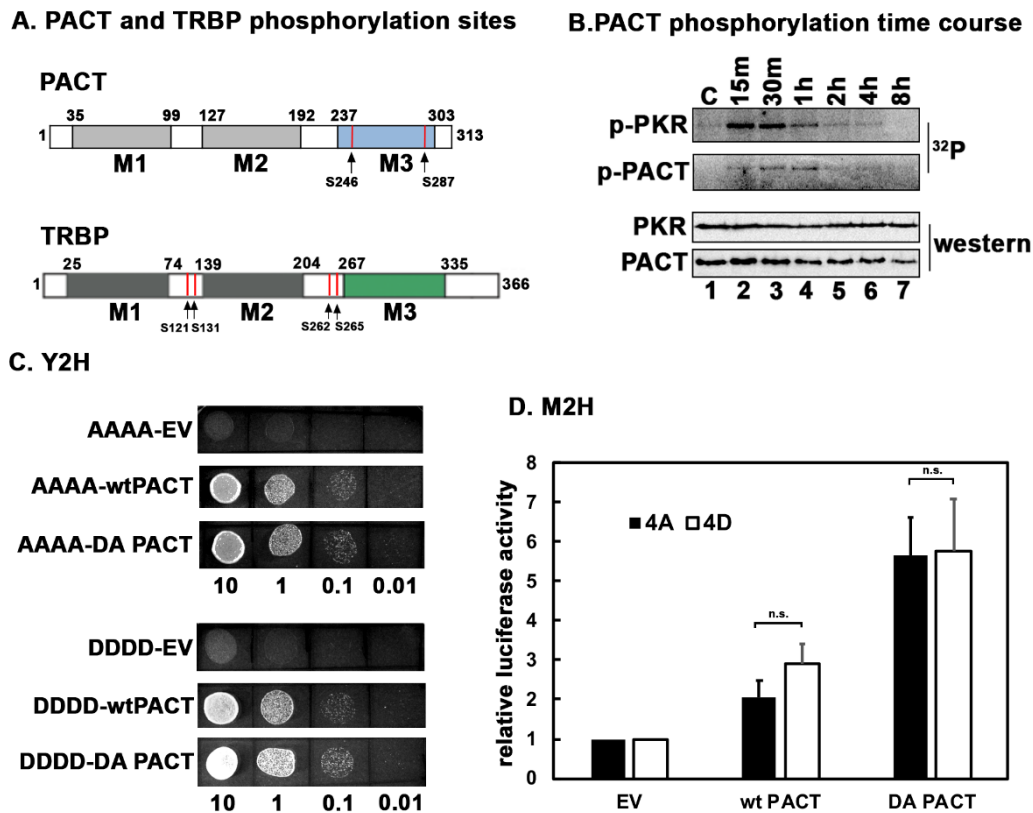 A. PACT and TRBP phosphorylation sites
PACT
35 99 127 192 237 303
1 313
M1 M2 M3
S246 S287
TRBP
25 74 139 204 267 335
1 366
M1 M2 M3
S121 S131 S262 S265
B.PACT phosphorylation time course
C 15m 30m 1h 2h 4h 8h
p-PKR
32P
p-PACT
PKR
western
PACT
1 2 3 4 5 6 7
C. Y2H
AAAA-EV
AAAA-wtPACT
AAAA-DA PACT
10 1 0.1 0.01
DDDD-EV
DDDD-wtPACT
DDDD-DA PACT
10 1 0.1 0.01
D. M2H
relative luciferase activity
8
7
6
5
4
3
2
1
0
4A 4D
n.s.
n.s.
EV wt PACT DA PACT